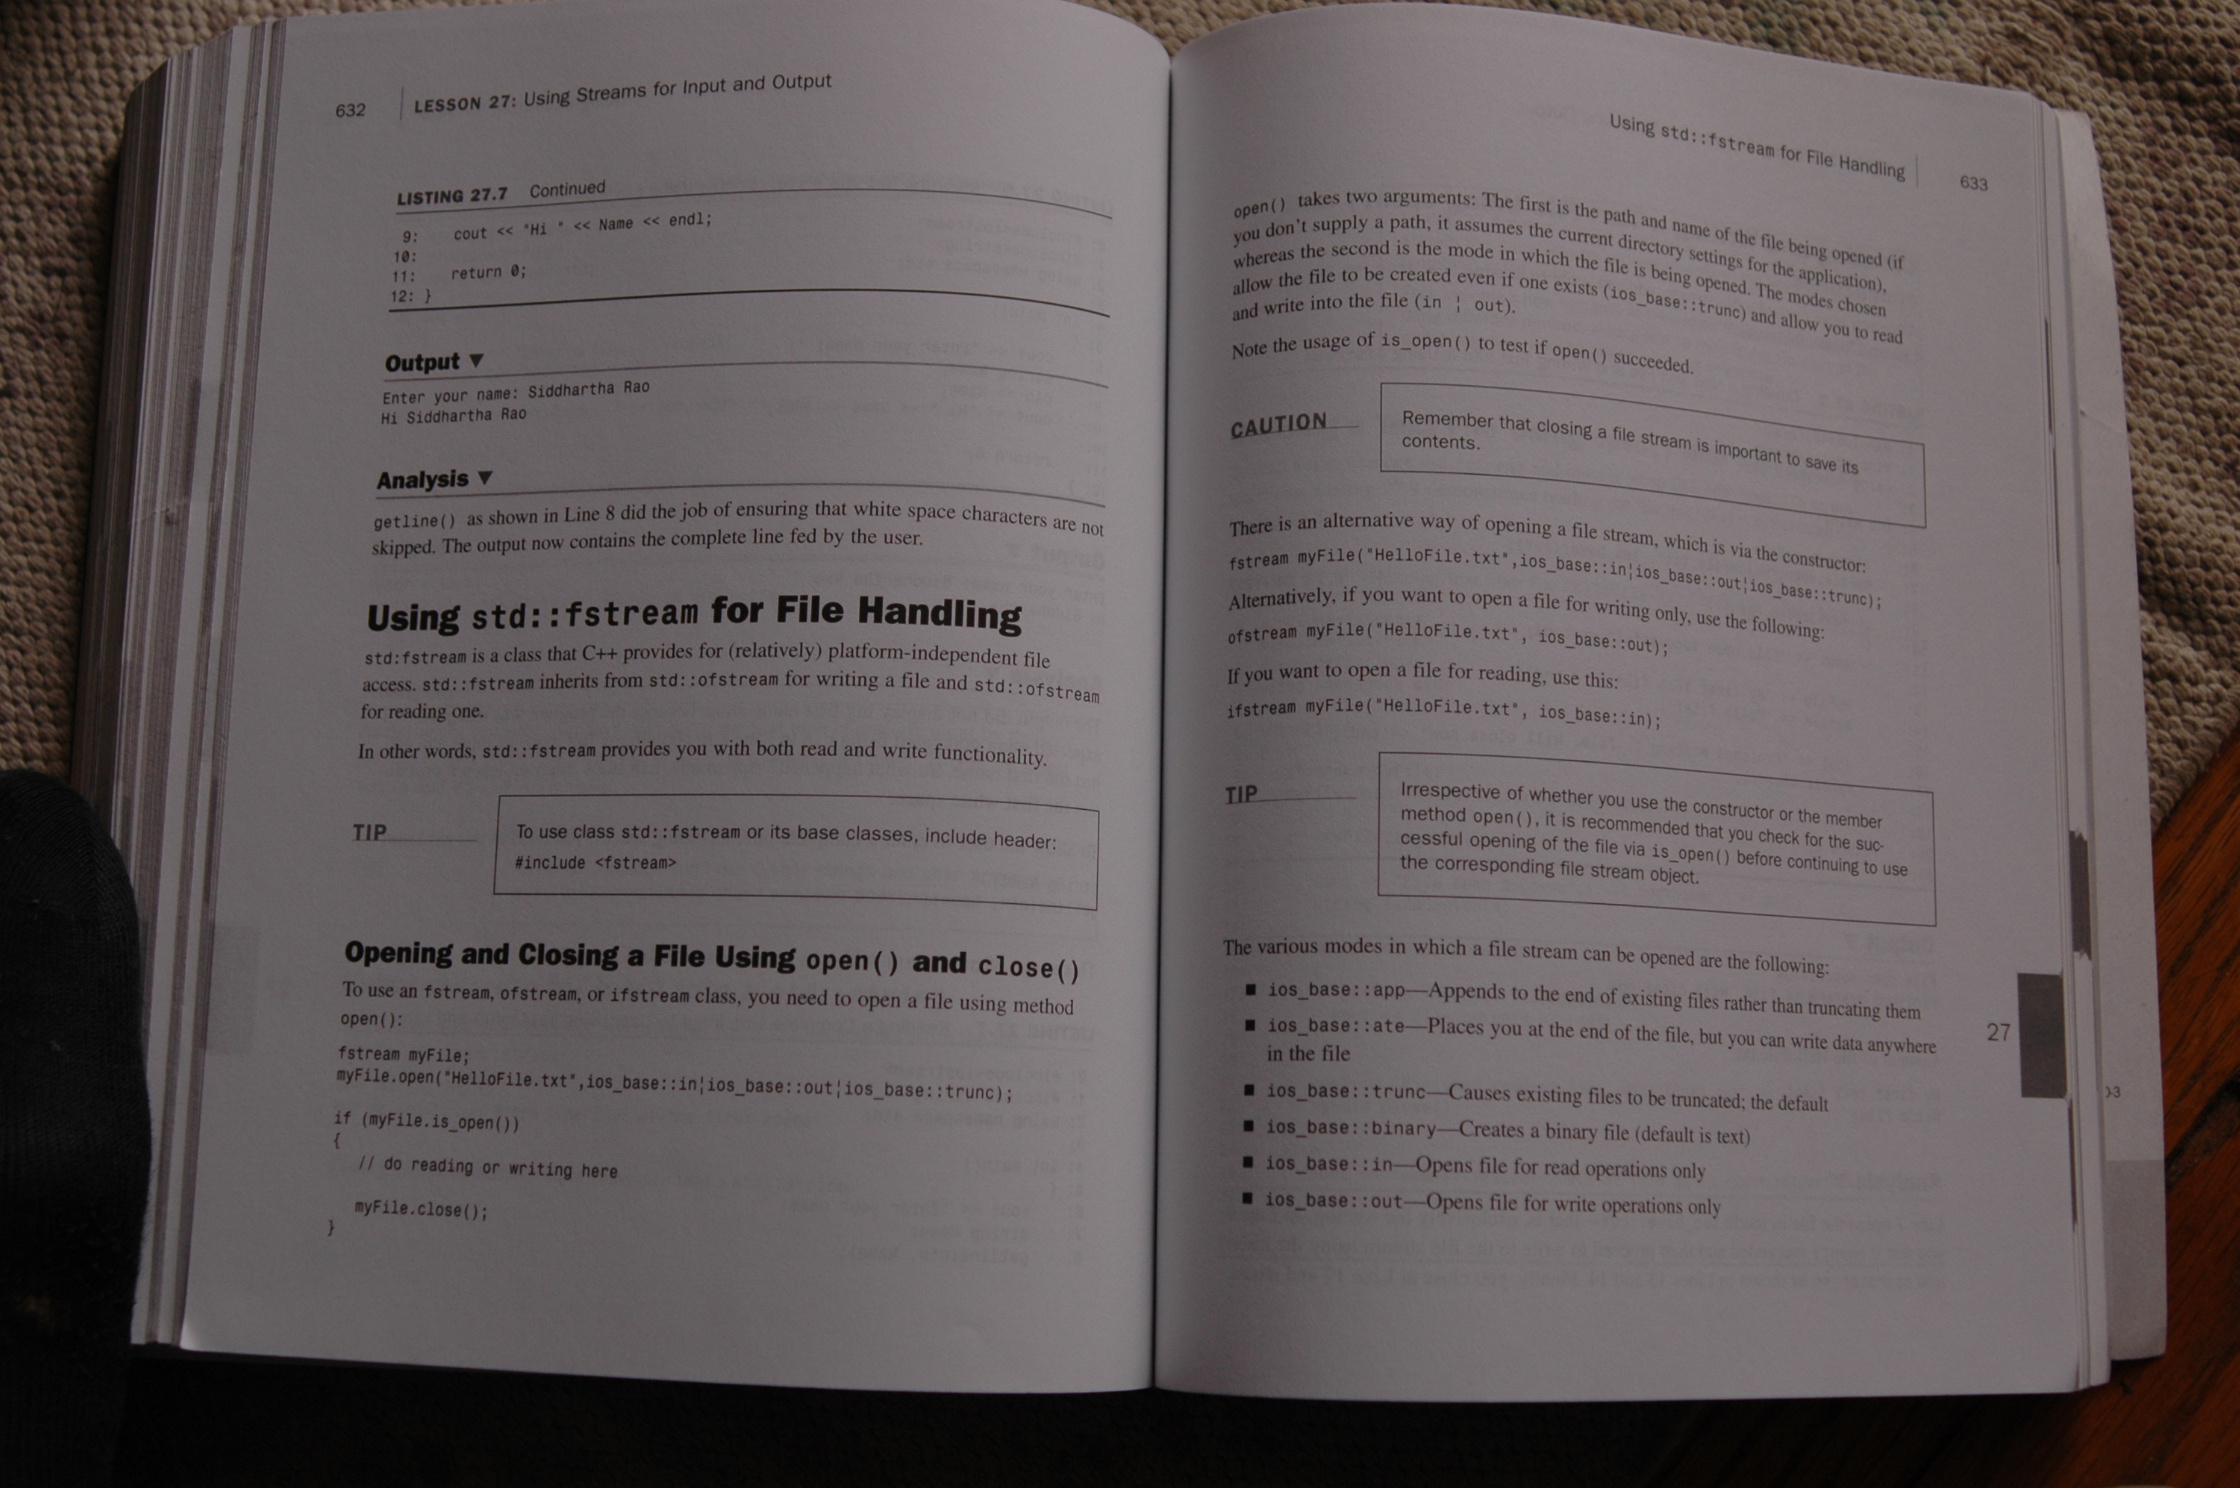 632 LESSON 27: Using Streams for Input and Output
LISTING 27.7 Continued
9: cout << "Hi " << Name << endl;
10:
11: return 0;
12: }
Output ▼
Enter your name: Siddhartha Rao
Hi Siddhartha Rao
Analysis ▼
getline() as shown in Line 8 did the job of ensuring that white space characters are not
skipped. The output now contains the complete line fed by the user.
Using std::fstream for File Handling
std:fstream is a class that C++ provides for (relatively) platform-independent file
access. std::fstream inherits from std::ofstream for writing a file and std::ofstream
for reading one.
In other words, std::fstream provides you with both read and write functionality.
TIP
To use class std::fstream or its base classes, include header:
#include <fstream>
Opening and Closing a File Using open() and close()
To use an fstream, ofstream, or ifstream class, you need to open a file using method
open():
fstream myFile;
myFile.open("HelloFile.txt",ios_base::in¦ios_base::out¦ios_base::trunc);
if (myFile.is_open())
{
// do reading or writing here
myFile.close();
}
Using std::fstream for File Handling 633
open() takes two arguments: The first is the path and name of the file being opened (if
you don't supply a path, it assumes the current directory settings for the application),
whereas the second is the mode in which the file is being opened. The modes chosen
allow the file to be created even if one exists (ios_base::trunc) and allow you to read
and write into the file (in ¦ out).
Note the usage of is_open() to test if open() succeeded.
CAUTION
Remember that closing a file stream is important to save its
contents.
There is an alternative way of opening a file stream, which is via the constructor:
fstream myFile("HelloFile.txt",ios_base::in¦ios_base::out¦ios_base::trunc);
Alternatively, if you want to open a file for writing only, use the following:
ofstream myFile("HelloFile.txt", ios_base::out);
If you want to open a file for reading, use this:
ifstream myFile("HelloFile.txt", ios_base::in);
TIP
Irrespective of whether you use the constructor or the member
method open(), it is recommended that you check for the suc-
cessful opening of the file via is_open() before continuing to use
the corresponding file stream object.
The various modes in which a file stream can be opened are the following:
■ ios_base::app—Appends to the end of existing files rather than truncating them
■ ios_base::ate—Places you at the end of the file, but you can write data anywhere
in the file
■ ios_base::trunc—Causes existing files to be truncated; the default
■ ios_base::binary—Creates a binary file (default is text)
■ ios_base::in—Opens file for read operations only
■ ios_base::out—Opens file for write operations only
27